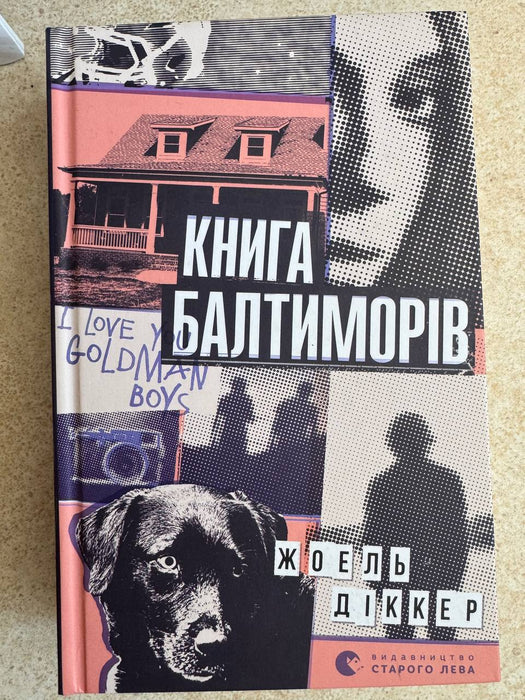 КНИГА
БАЛТИМОРІВ
I LOVE YOU
GOLDMAN
BOYS
ЖОЕЛЬ
ДІККЕР
видавництво
СТАРОГО ЛЕВА